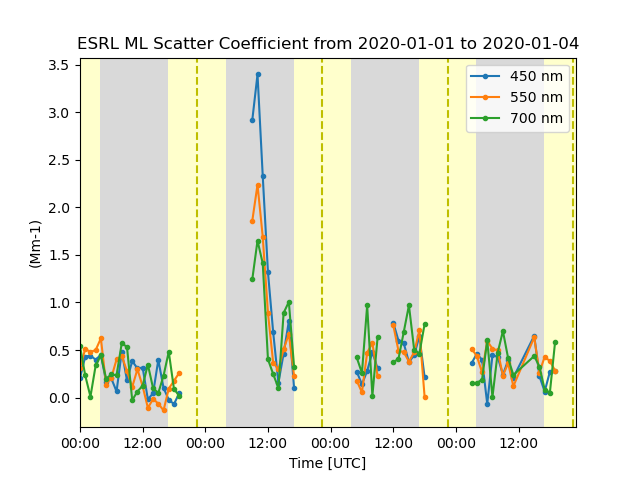 ESRL ML Scatter Coefficient from 2020-01-01 to 2020-01-04
450 nm
550 nm
700 nm
3.5
3.0
2.5
2.0
1.5
1.0
0.5
0.0
(Mm-1)
00:00 12:00 00:00 12:00 00:00 12:00 00:00 12:00
Time [UTC]